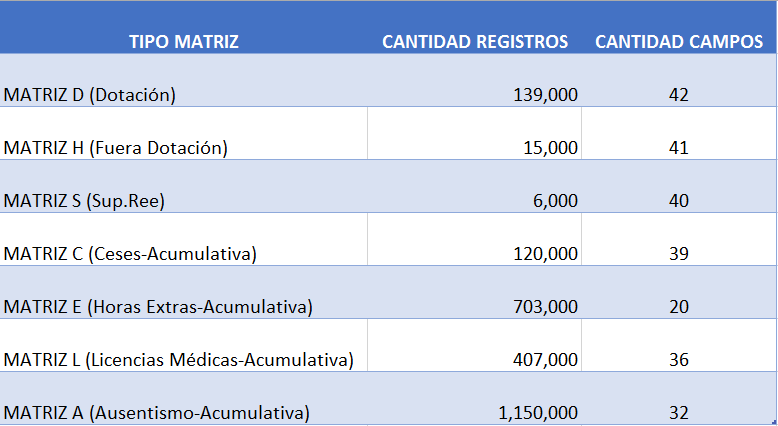 TIPO MATRIZ CANTIDAD REGISTROS CANTIDAD CAMPOS
MATRIZ D (Dotación) 139,000 42
MATRIZ H (Fuera Dotación) 15,000 41
MATRIZ S (Sup.Ree) 6,000 40
MATRIZ C (Ceses-Acumulativa) 120,000 39
MATRIZ E (Horas Extras-Acumulativa) 703,000 20
MATRIZ L (Licencias Médicas-Acumulativa) 407,000 36
MATRIZ A (Ausentismo-Acumulativa) 1,150,000 32